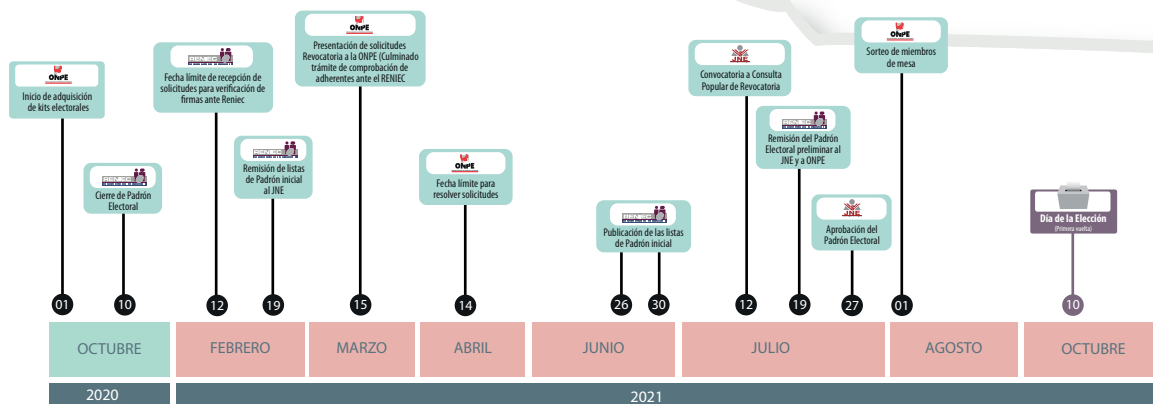 ONPE
Inicio de adquisición
de kits electorales
RENIEC
Cierre de Padrón
Electoral
RENIEC
Fecha límite de recepción de
solicitudes para verificación de
firmas ante Reniec
RENIEC
Remisión de listas
de Padrón inicial
al JNE
ONPE
Presentación de solicitudes
Revocatoria a la ONPE (Culminado
trámite de comprobación de
adherentes ante el RENIEC
ONPE
Fecha límite para
resolver solicitudes
RENIEC
Publicación de las listas
de Padrón inicial
JNE
Convocatoria a Consulta
Popular de Revocatoria
RENIEC
Remisión del Padrón
Electoral preliminar al
JNE y a ONPE
JNE
Aprobación del
Padrón Electoral
ONPE
Sorteo de miembros
de mesa
Día de la Elección
(Primera vuelta)
01 10 12 19 15 14 26 30 12 19 27 01 10
OCTUBRE FEBRERO MARZO ABRIL JUNIO JULIO AGOSTO OCTUBRE
2020 2021